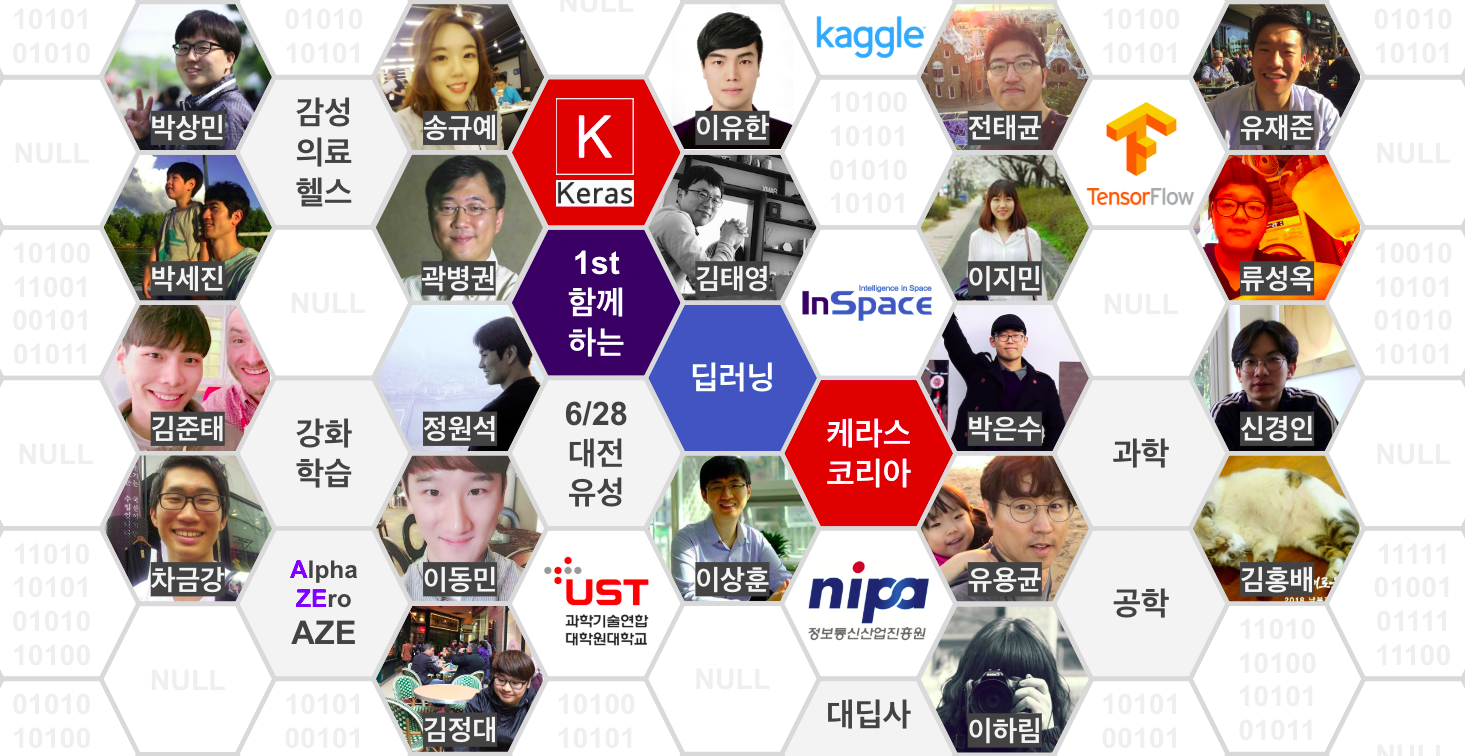 10101
01010
박상민
01010
10101
송규예
NULL
이유한
kaggle
전태균
10100
10101
유재준
01010
10101
NULL
감성
의료
헬스
K
Keras
10100
10101
01010
10101
TensorFlow
NULL
10100
11001
00101
01011
박세진
NULL
곽병권
1st
함께
하는
김태영
Intelligence in Space
InSpace
이지민
NULL
류성옥
10010
10101
01010
10101
NULL
김준태
강화
학습
정원석
6/28
대전
유성
딥러닝
케라스
코리아
박은수
과학
신경인
NULL
11010
10101
01010
10100
차금강
Alpha
ZEro
AZE
이동민
UST
과학기술연합
대학원대학교
이상훈
nipa
정보통신산업진흥원
유용균
공학
김홍배
11111
01001
01111
11100
01010
10100
NULL
10101
00101
김정대
10100
10101
NULL
대딥사
이하림
10101
00101
11010
10100
10101
01011